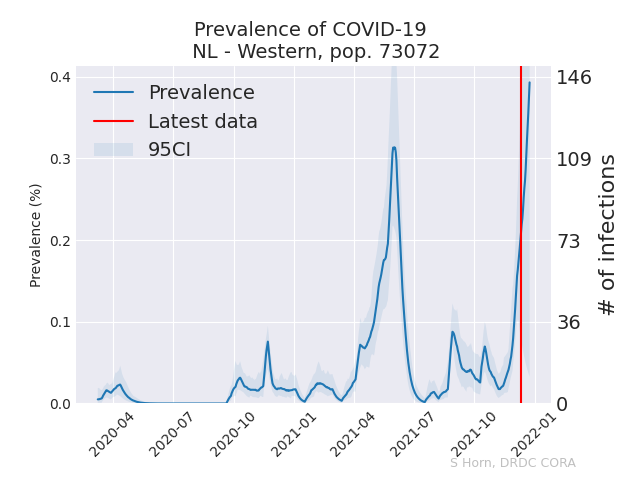 Prevalence of COVID-19
NL - Western, pop. 73072
Prevalence
Latest data
95CI
Prevalence (%)
0.4
0.3
0.2
0.1
0.0
146
109
73
36
0
# of infections
2020-04
2020-07
2020-10
2021-01
2021-04
2021-07
2021-10
2022-01
S Horn, DRDC CORA